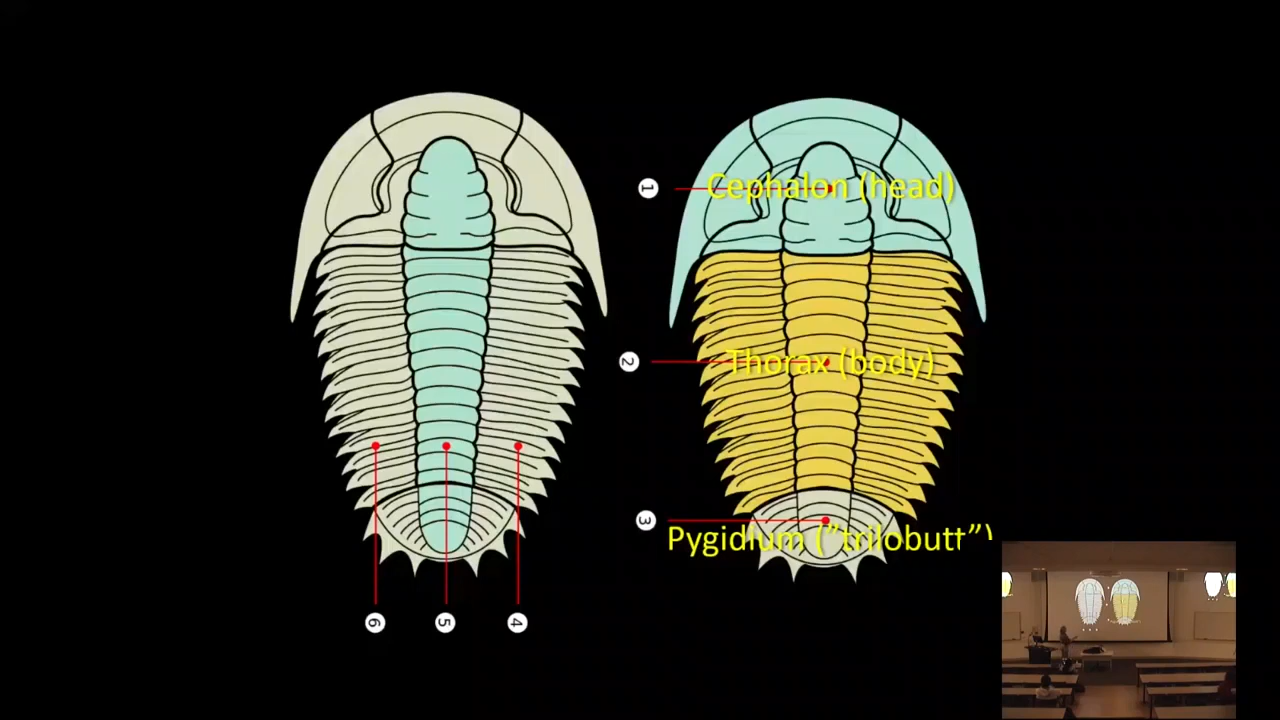 1
Cephalon (head)
2
Thorax (body)
3
Pygidium (”trilobutt”)
6
5
4